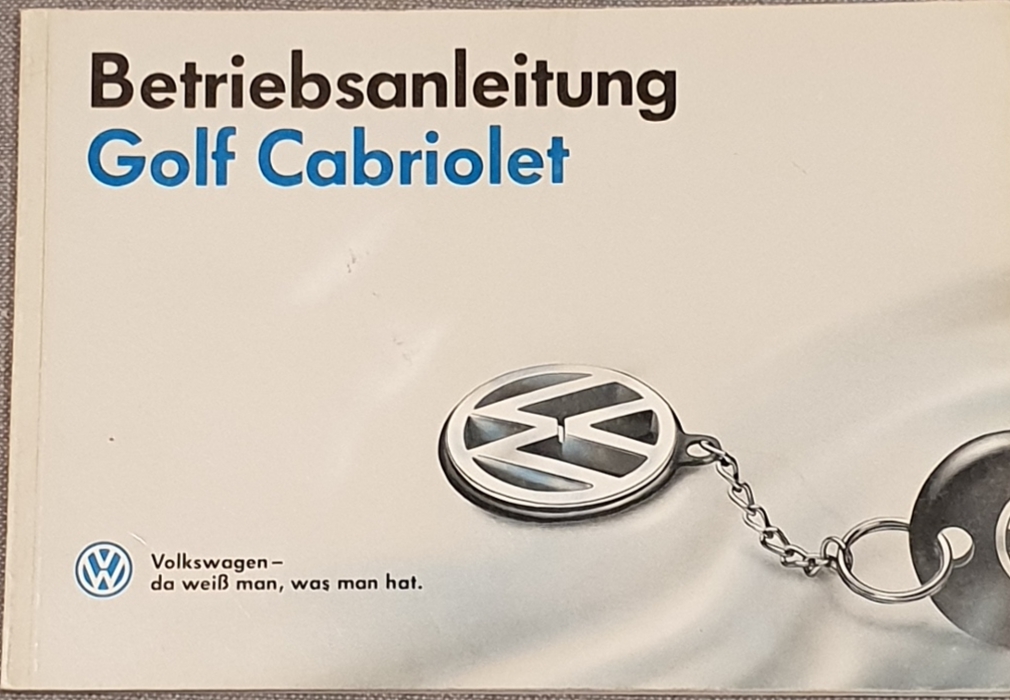 Betriebsanleitung
Golf Cabriolet
Volkswagen–
da weiß man, was man hat.